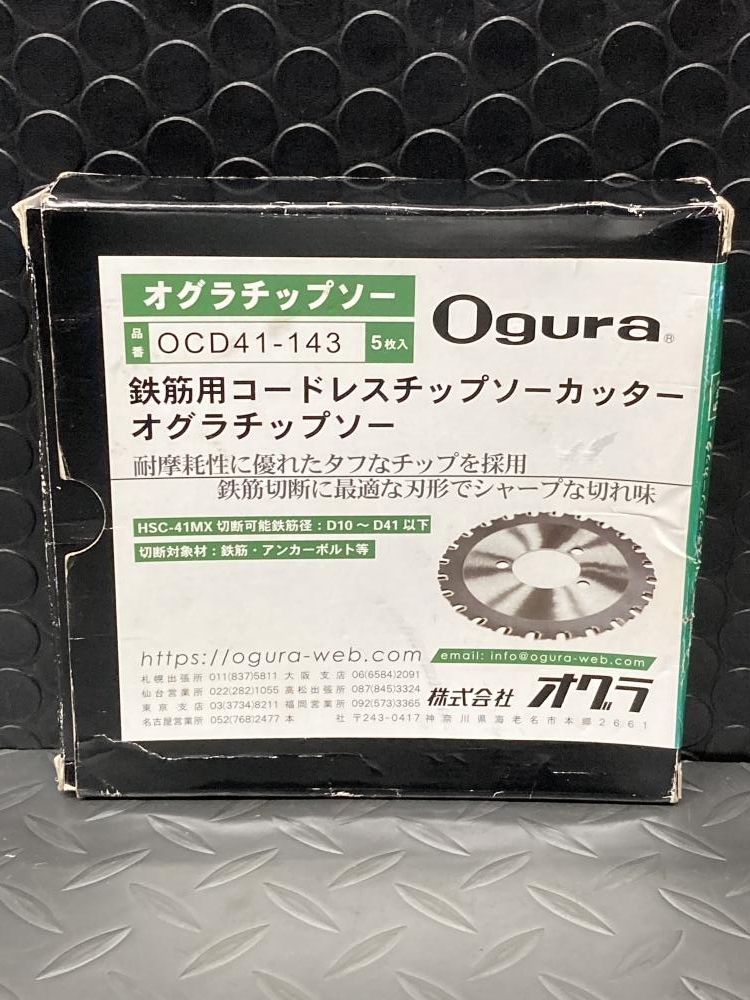 オグラチップソー
Ogura®
品番 OCD41-143 5枚入
鉄筋用コードレスチップソーカッター
オグラチップソー
耐摩耗性に優れたタフなチップを採用
鉄筋切断に最適な刃形でシャープな切れ味
HSC-41MX 切断可能鉄筋径：D10～D41以下
切断対象材：鉄筋・アンカーボルト等
https://ogura-web.com
email: info@ogura-web.com
札幌出張所 011(837)5811 大阪支店 06(6584)2091
仙台営業所 022(282)1055 高松出張所 087(845)3324
東京支店 03(3734)8211 福岡営業所 092(573)3365
名古屋営業所 052(768)2477 本社 〒243-0417 神奈川県海老名市本郷2661
株式会社 オグラ